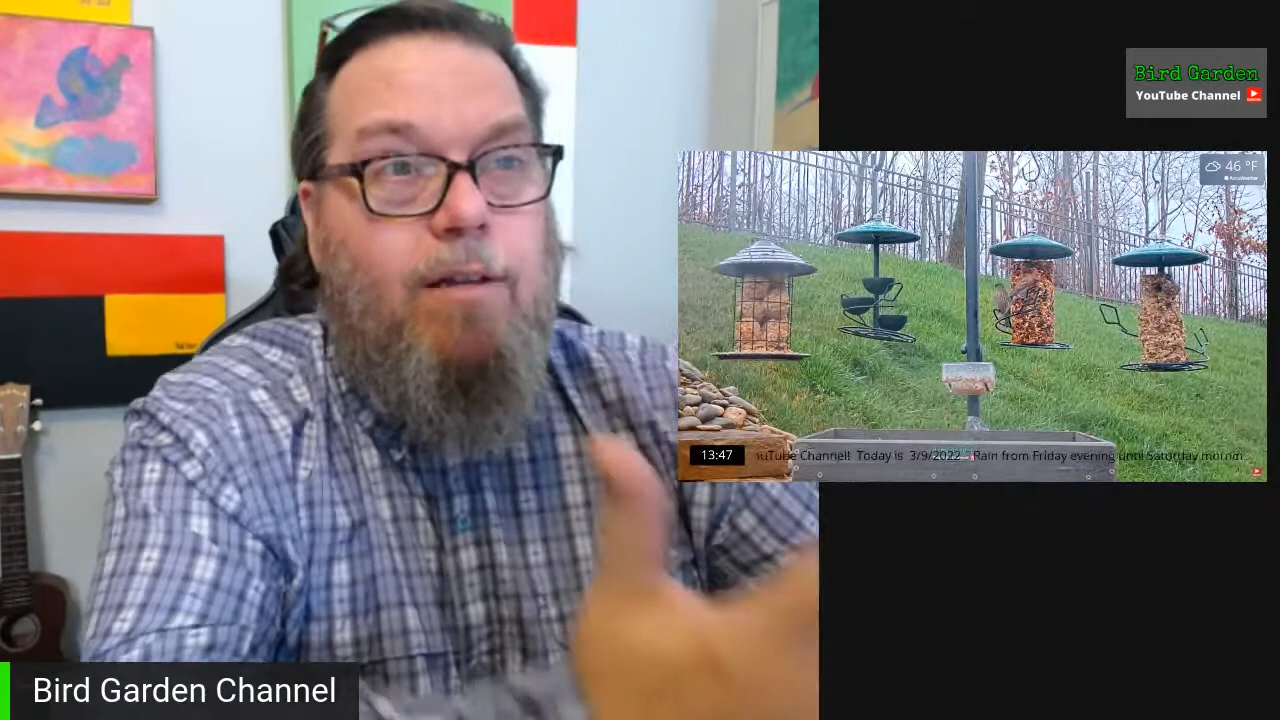 Bird Garden
YouTube Channel
46 °F
AccuWeather
13:47
uTube Channel! Today is 3/9/2022... Rain from Friday evening until Saturday mornin
Bird Garden Channel